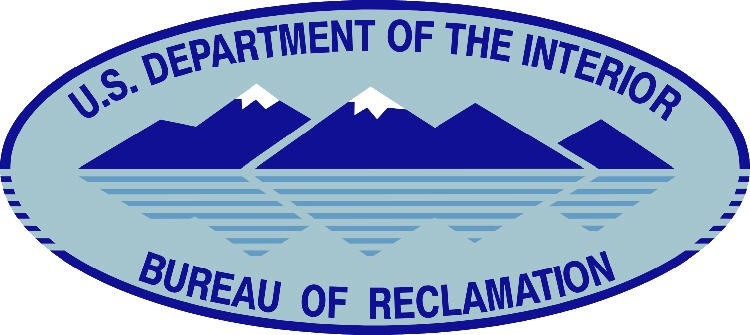 U.S. DEPARTMENT OF THE INTERIOR
BUREAU OF RECLAMATION